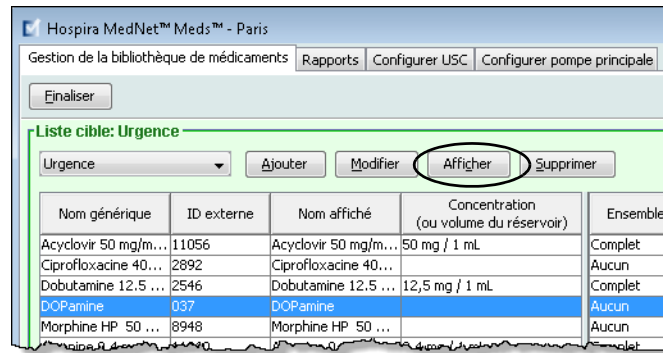 Hospira MedNet™ Meds™ - Paris
Gestion de la bibliothèque de médicaments Rapports Configurer USC Configurer pompe principale
Finaliser
Liste cible: Urgence
Urgence Ajouter Modifier Afficher Supprimer
Nom générique ID externe Nom affiché Concentration (ou volume du réservoir) Ensemble
Acyclovir 50 mg/m... 11056 Acyclovir 50 mg/m... 50 mg / 1 mL Complet
Ciprofloxacine 40... 2892 Ciprofloxacine 40... Aucun
Dobutamine 12.5 ... 2546 Dobutamine 12.5 ... 12,5 mg / 1 mL Complet
DOPamine 037 DOPamine Aucun
Morphine HP 50 ... 8948 Morphine HP 50 ... Aucun